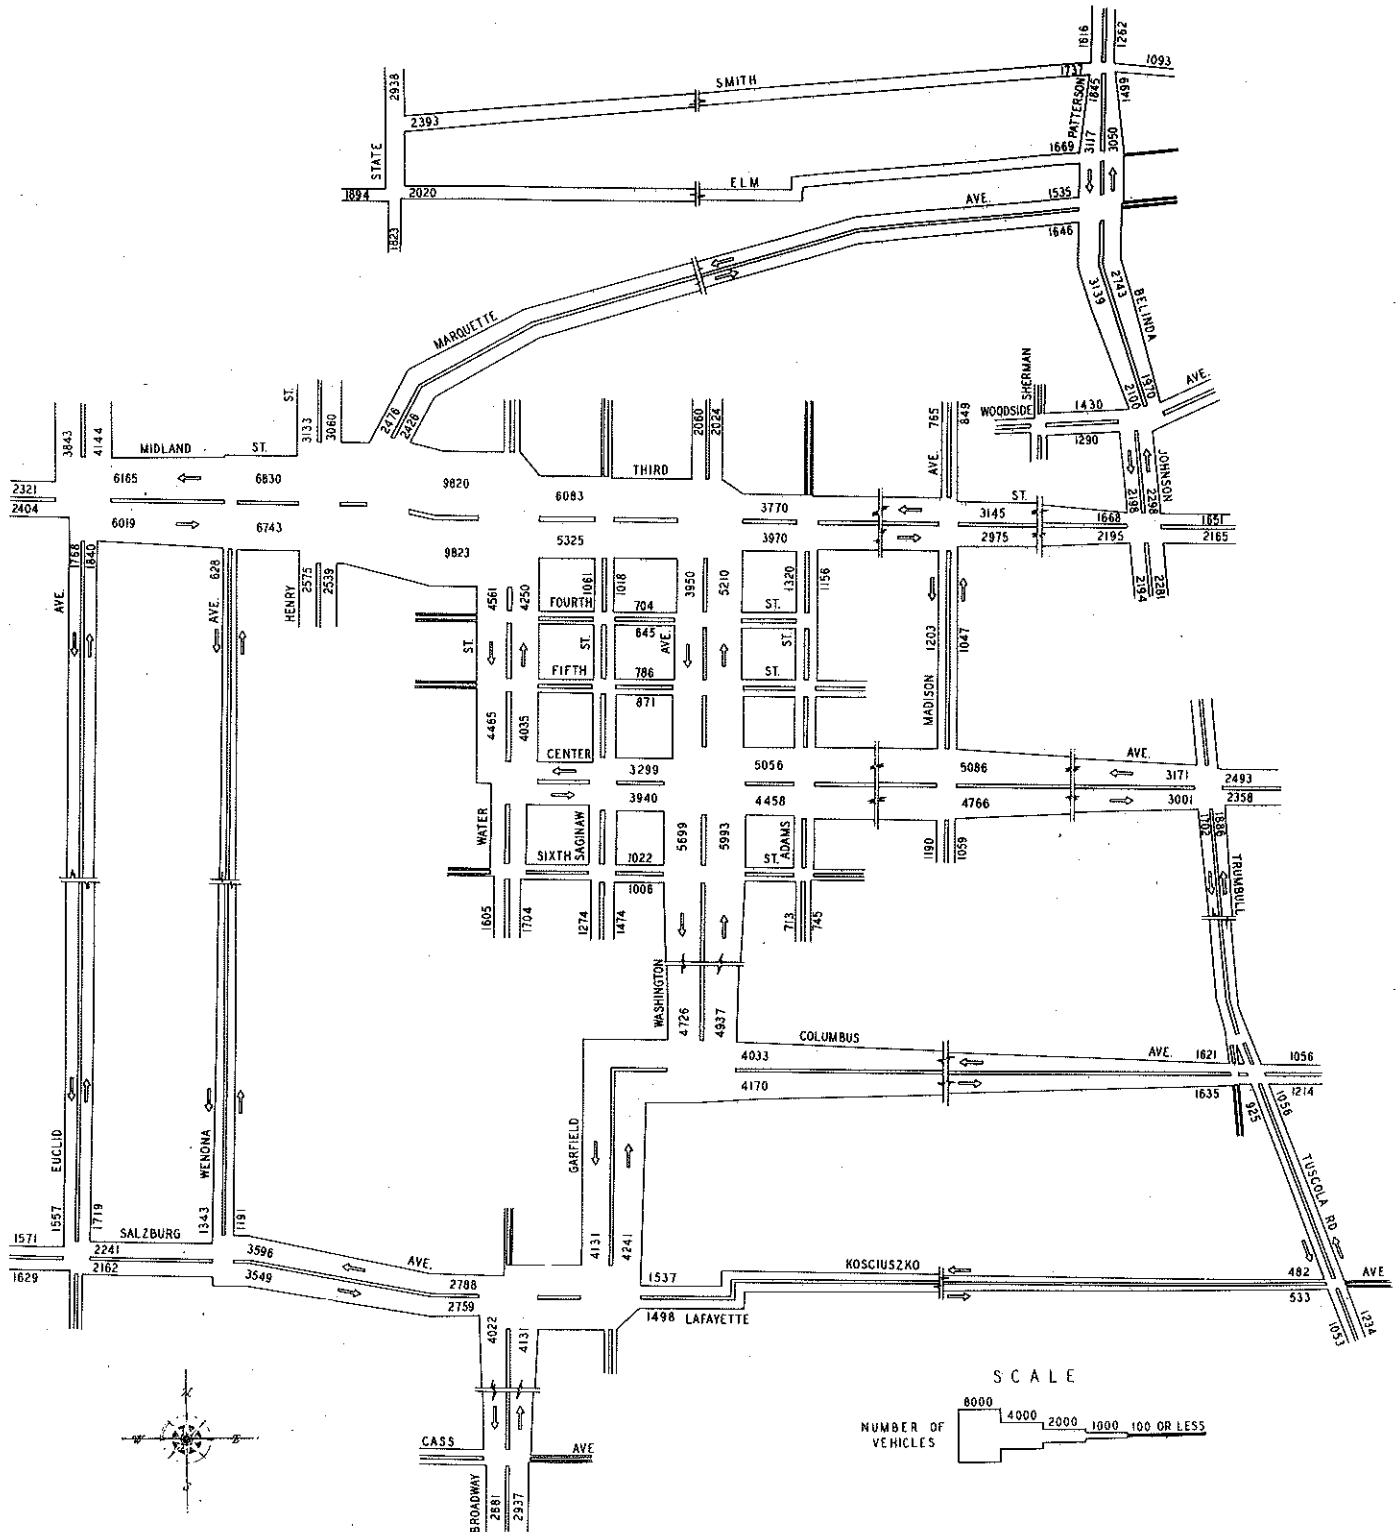 1616
1262
SMITH
1737
1093
2938
2393
PATTERSON
1845
1499
STATE
1669
3117
3050
1894
2020
ELM
AVE.
1535
1823
1646
MARQUETTE
3139
2743
BELINDA
2476
2426
SHERMAN
WOODSIDE
1430
2100
1970
AVE.
1290
3843
4144
MIDLAND ST.
ST.
3133
3060
2060
2024
AVE.
765
849
JOHNSON
2198
2298
2321
6165
6830
9820
THIRD
6083
3770
3145
ST.
1668
1651
2404
6019
6743
9823
5325
3970
2975
2195
2165
2194
2281
1768
1840
AVE.
628
AVE.
HENRY
2575
2539
4561
4250
FOURTH
1061
1018
704
3950
5210
ST.
1320
1156
ST.
ST.
645
AVE.
ST.
1203
1047
FIFTH
786
ST.
871
MADISON
4465
4035
CENTER
3299
5056
5086
AVE.
3171
2493
3940
4458
4766
3001
2358
WATER
SIXTH
SAGINAW
1022
5699
5993
ST.
ADAMS
1190
1059
1702
1886
TRUMBULL
1006
1605
1704
1274
1474
713
745
WASHINGTON
4726
4937
COLUMBUS
4033
AVE.
1621
1056
4170
1635
1214
925
1056
EUCLID
WENONA
GARFIELD
TUSCOLA RD
1557
1719
1343
1191
1571
SALZBURG
2241
3596
AVE.
2788
4131
4241
1537
KOSCIUSZKO
482
AVE
1629
2162
3549
2759
1498
LAFAYETTE
533
4022
4131
1053
1234
N
W
E
S
CASS
AVE
BROADWAY
2681
2937
SCALE
8000
4000
2000
1000
100 OR LESS
NUMBER OF
VEHICLES